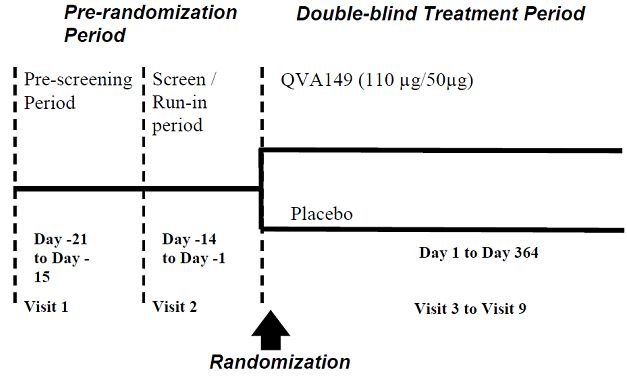 Pre-randomization
Period
Double-blind Treatment Period
Pre-screening
Period
Screen /
Run-in
period
QVA149 (110 µg/50µg)
Placebo
Day -21
to Day -
15
Day -14
to Day -1
Day 1 to Day 364
Visit 1
Visit 2
Visit 3 to Visit 9
Randomization